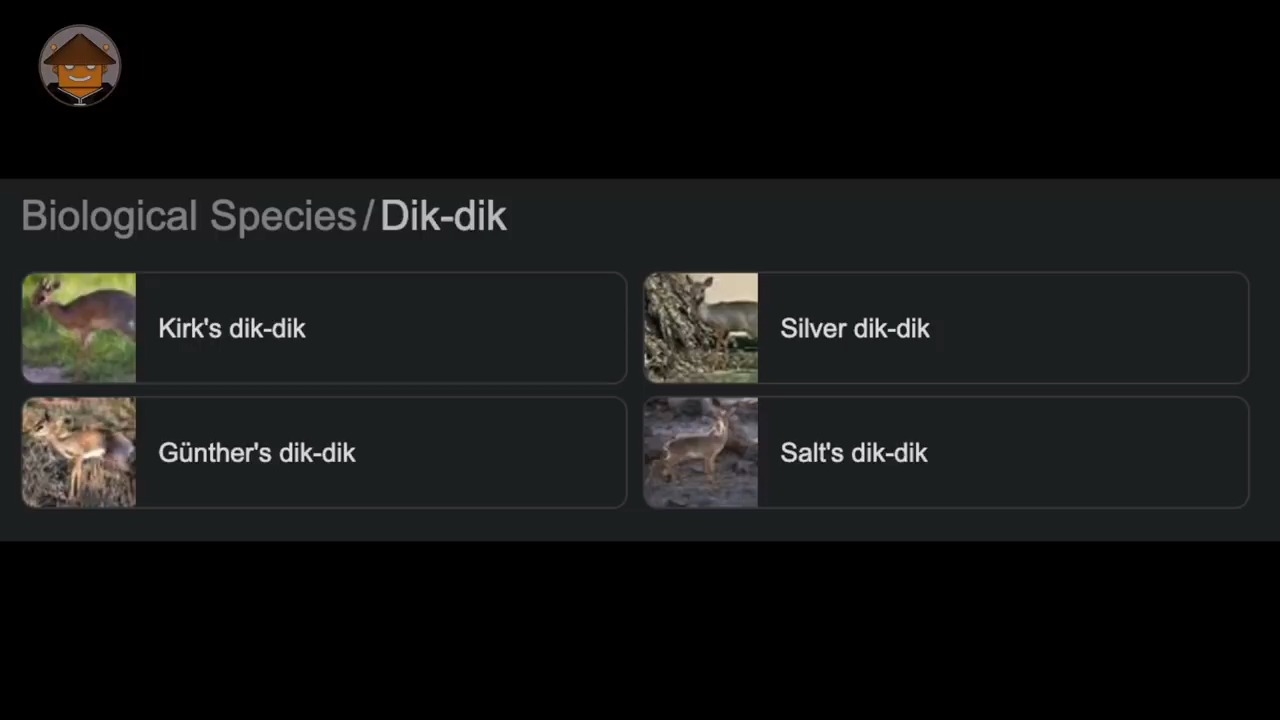 Biological Species/Dik-dik
Kirk's dik-dik
Silver dik-dik
Günther's dik-dik
Salt's dik-dik